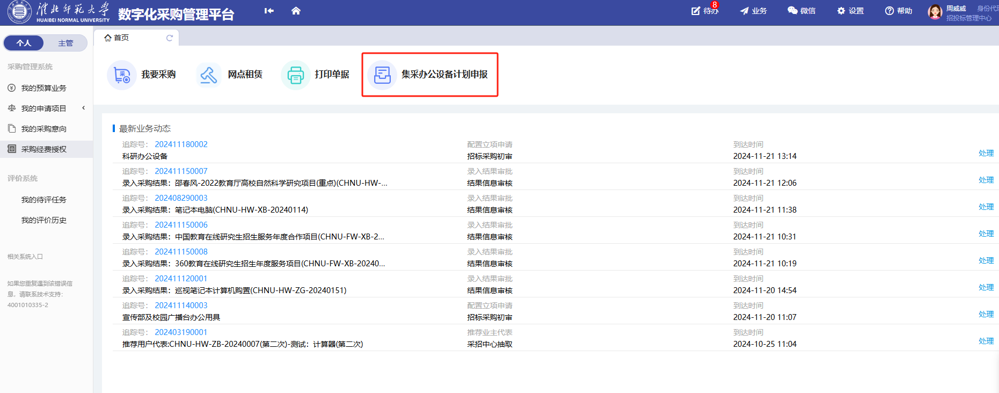 淮北师范大学
HUAIBEI NORMAL UNIVERSITY
数字化采购管理平台
待办
8
业务
微信
设置
帮助
周威威
身份代理
招投标管理中心
个人
主管
首页
采购管理系统
我的预算业务
我的申请项目
我的采购意向
采购经费授权
评价系统
我的待评任务
我的评价历史
相关系统入口
如果您重复遇到该错误信
息，请联系技术支持：
4001010335-2
采
我要采购
网点租赁
打印单据
集采办公设备计划申报
最新业务动态
追踪号： 202411180002 配置立项申请 到达时间
科研办公设备 招标采购初审 2024-11-21 13:14 处理
追踪号： 202411150007 录入结果审批 到达时间
录入采购结果：邵春风-2022教育厅高校自然科学研究项目(重点)(CHNU-HW-... 结果信息审核 2024-11-21 12:06 处理
追踪号： 202408290003 录入结果审批 到达时间
录入采购结果：笔记本电脑(CHNU-HW-XB-20240114) 结果信息审核 2024-11-21 11:38 处理
追踪号： 202411150006 录入结果审批 到达时间
录入采购结果：中国教育在线研究生招生服务年度合作项目(CHNU-FW-XB-2... 结果信息审核 2024-11-21 10:31 处理
追踪号： 202411150008 录入结果审批 到达时间
录入采购结果：360教育在线研究生招生年度服务项目(CHNU-FW-XB-20240... 结果信息审核 2024-11-21 10:19 处理
追踪号： 202411120001 录入结果审批 到达时间
录入采购结果：巡视笔记本计算机购置(CHNU-HW-ZG-20240151) 结果信息审核 2024-11-20 14:54 处理
追踪号： 202411140003 配置立项申请 到达时间
宣传部及校园广播台办公用具 招标采购初审 2024-11-20 11:07 处理
追踪号： 202403190001 推荐业主代表 到达时间
推荐用户代表:CHNU-HW-ZB-20240007(第二次)-测试：计算器(第二次) 采招中心抽取 2024-10-25 11:04 处理